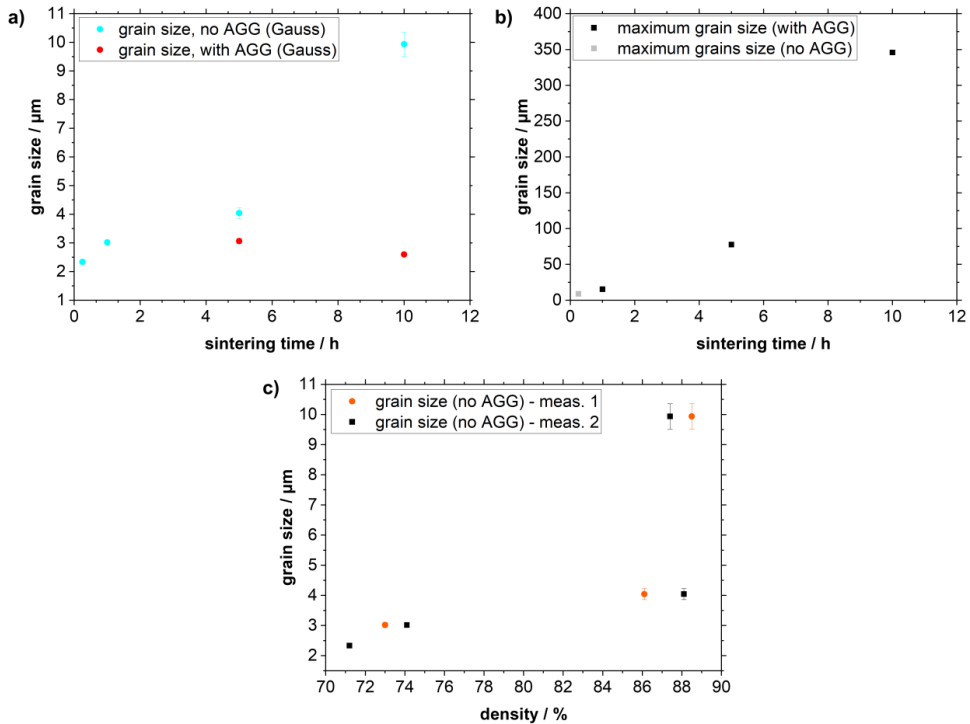 a)
grain size, no AGG (Gauss)
grain size, with AGG (Gauss)
11
10
9
8
7
6
5
4
3
2
1
grain size / µm
0 2 4 6 8 10 12
sintering time / h
b)
maximum grain size (with AGG)
maximum grains size (no AGG)
400
350
300
250
200
150
100
50
0
grain size / µm
0 2 4 6 8 10 12
sintering time / h
c)
grain size (no AGG) - meas. 1
grain size (no AGG) - meas. 2
11
10
9
8
7
6
5
4
3
2
grain size / µm
70 72 74 76 78 80 82 84 86 88 90
density / %